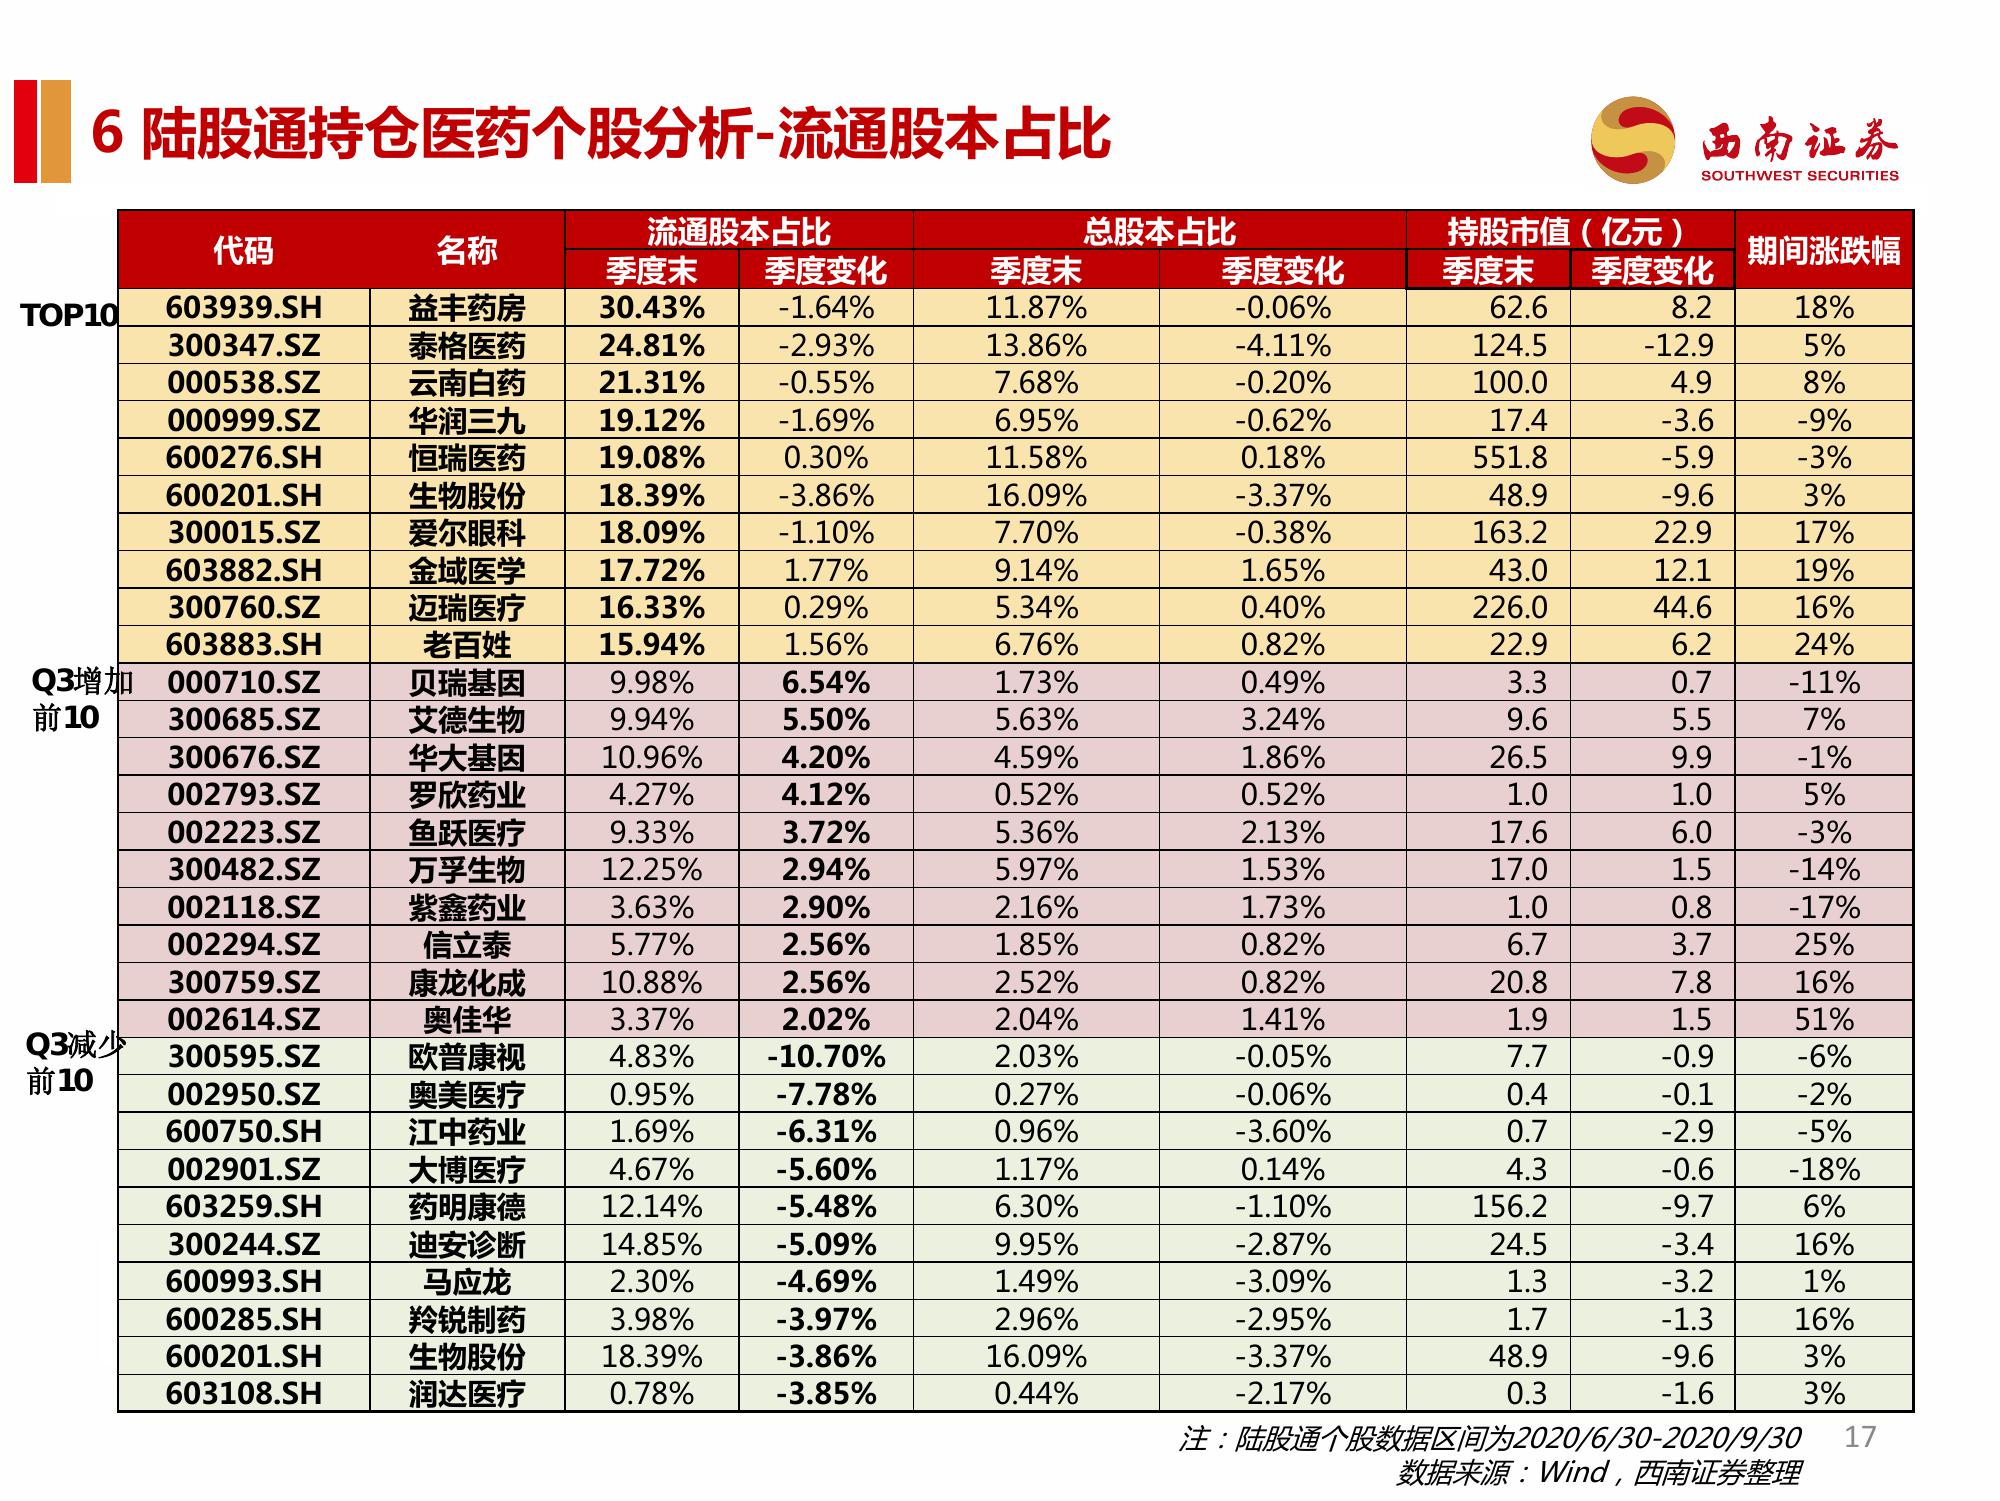 6 陆股通持仓医药个股分析-流通股本占比
西南证券
SOUTHWEST SECURITIES
代码 名称 流通股本占比 总股本占比 持股市值（亿元） 期间涨跌幅
季度末 季度变化 季度末 季度变化 季度末 季度变化
TOP10
603939.SH 益丰药房 30.43% -1.64% 11.87% -0.06% 62.6 8.2 18%
300347.SZ 泰格医药 24.81% -2.93% 13.86% -4.11% 124.5 -12.9 5%
000538.SZ 云南白药 21.31% -0.55% 7.68% -0.20% 100.0 4.9 8%
000999.SZ 华润三九 19.12% -1.69% 6.95% -0.62% 17.4 -3.6 -9%
600276.SH 恒瑞医药 19.08% 0.30% 11.58% 0.18% 551.8 -5.9 -3%
600201.SH 生物股份 18.39% -3.86% 16.09% -3.37% 48.9 -9.6 3%
300015.SZ 爱尔眼科 18.09% -1.10% 7.70% -0.38% 163.2 22.9 17%
603882.SH 金域医学 17.72% 1.77% 9.14% 1.65% 43.0 12.1 19%
300760.SZ 迈瑞医疗 16.33% 0.29% 5.34% 0.40% 226.0 44.6 16%
603883.SH 老百姓 15.94% 1.56% 6.76% 0.82% 22.9 6.2 24%
Q3增加
前10
000710.SZ 贝瑞基因 9.98% 6.54% 1.73% 0.49% 3.3 0.7 -11%
300685.SZ 艾德生物 9.94% 5.50% 5.63% 3.24% 9.6 5.5 7%
300676.SZ 华大基因 10.96% 4.20% 4.59% 1.86% 26.5 9.9 -1%
002793.SZ 罗欣药业 4.27% 4.12% 0.52% 0.52% 1.0 1.0 5%
002223.SZ 鱼跃医疗 9.33% 3.72% 5.36% 2.13% 17.6 6.0 -3%
300482.SZ 万孚生物 12.25% 2.94% 5.97% 1.53% 17.0 1.5 -14%
002118.SZ 紫鑫药业 3.63% 2.90% 2.16% 1.73% 1.0 0.8 -17%
002294.SZ 信立泰 5.77% 2.56% 1.85% 0.82% 6.7 3.7 25%
300759.SZ 康龙化成 10.88% 2.56% 2.52% 0.82% 20.8 7.8 16%
002614.SZ 奥佳华 3.37% 2.02% 2.04% 1.41% 1.9 1.5 51%
Q3减少
前10
300595.SZ 欧普康视 4.83% -10.70% 2.03% -0.05% 7.7 -0.9 -6%
002950.SZ 奥美医疗 0.95% -7.78% 0.27% -0.06% 0.4 -0.1 -2%
600750.SH 江中药业 1.69% -6.31% 0.96% -3.60% 0.7 -2.9 -5%
002901.SZ 大博医疗 4.67% -5.60% 1.17% 0.14% 4.3 -0.6 -18%
603259.SH 药明康德 12.14% -5.48% 6.30% -1.10% 156.2 -9.7 6%
300244.SZ 迪安诊断 14.85% -5.09% 9.95% -2.87% 24.5 -3.4 16%
600993.SH 马应龙 2.30% -4.69% 1.49% -3.09% 1.3 -3.2 1%
600285.SH 羚锐制药 3.98% -3.97% 2.96% -2.95% 1.7 -1.3 16%
600201.SH 生物股份 18.39% -3.86% 16.09% -3.37% 48.9 -9.6 3%
603108.SH 润达医疗 0.78% -3.85% 0.44% -2.17% 0.3 -1.6 3%
注：陆股通个股数据区间为2020/6/30-2020/9/30
17
数据来源：Wind，西南证券整理